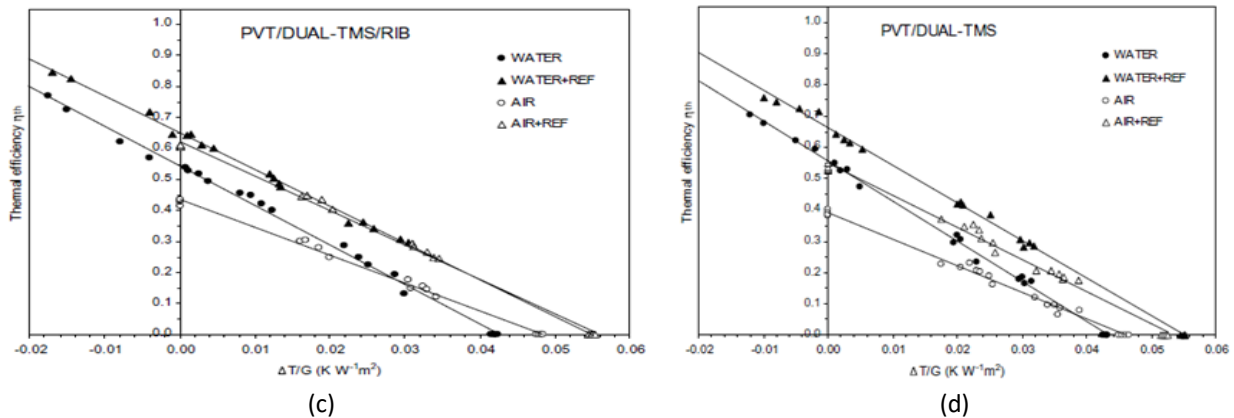 PVT/DUAL-TMS/RIB
WATER
WATER+REF
AIR
AIR+REF
Thermal efficiency ηth
1.0
0.9
0.8
0.7
0.6
0.5
0.4
0.3
0.2
0.1
0.0
-0.02 0.00 0.01 0.02 0.03 0.04 0.05 0.06
ΔT/G (K W⁻¹m²)
(c)
PVT/DUAL-TMS
WATER
WATER+REF
AIR
AIR+REF
Thermal efficiency ηth
1.0
0.9
0.8
0.7
0.6
0.5
0.4
0.3
0.2
0.1
0.0
-0.02 0.00 0.01 0.02 0.03 0.04 0.05 0.06
ΔT/G (K W⁻¹m²)
(d)